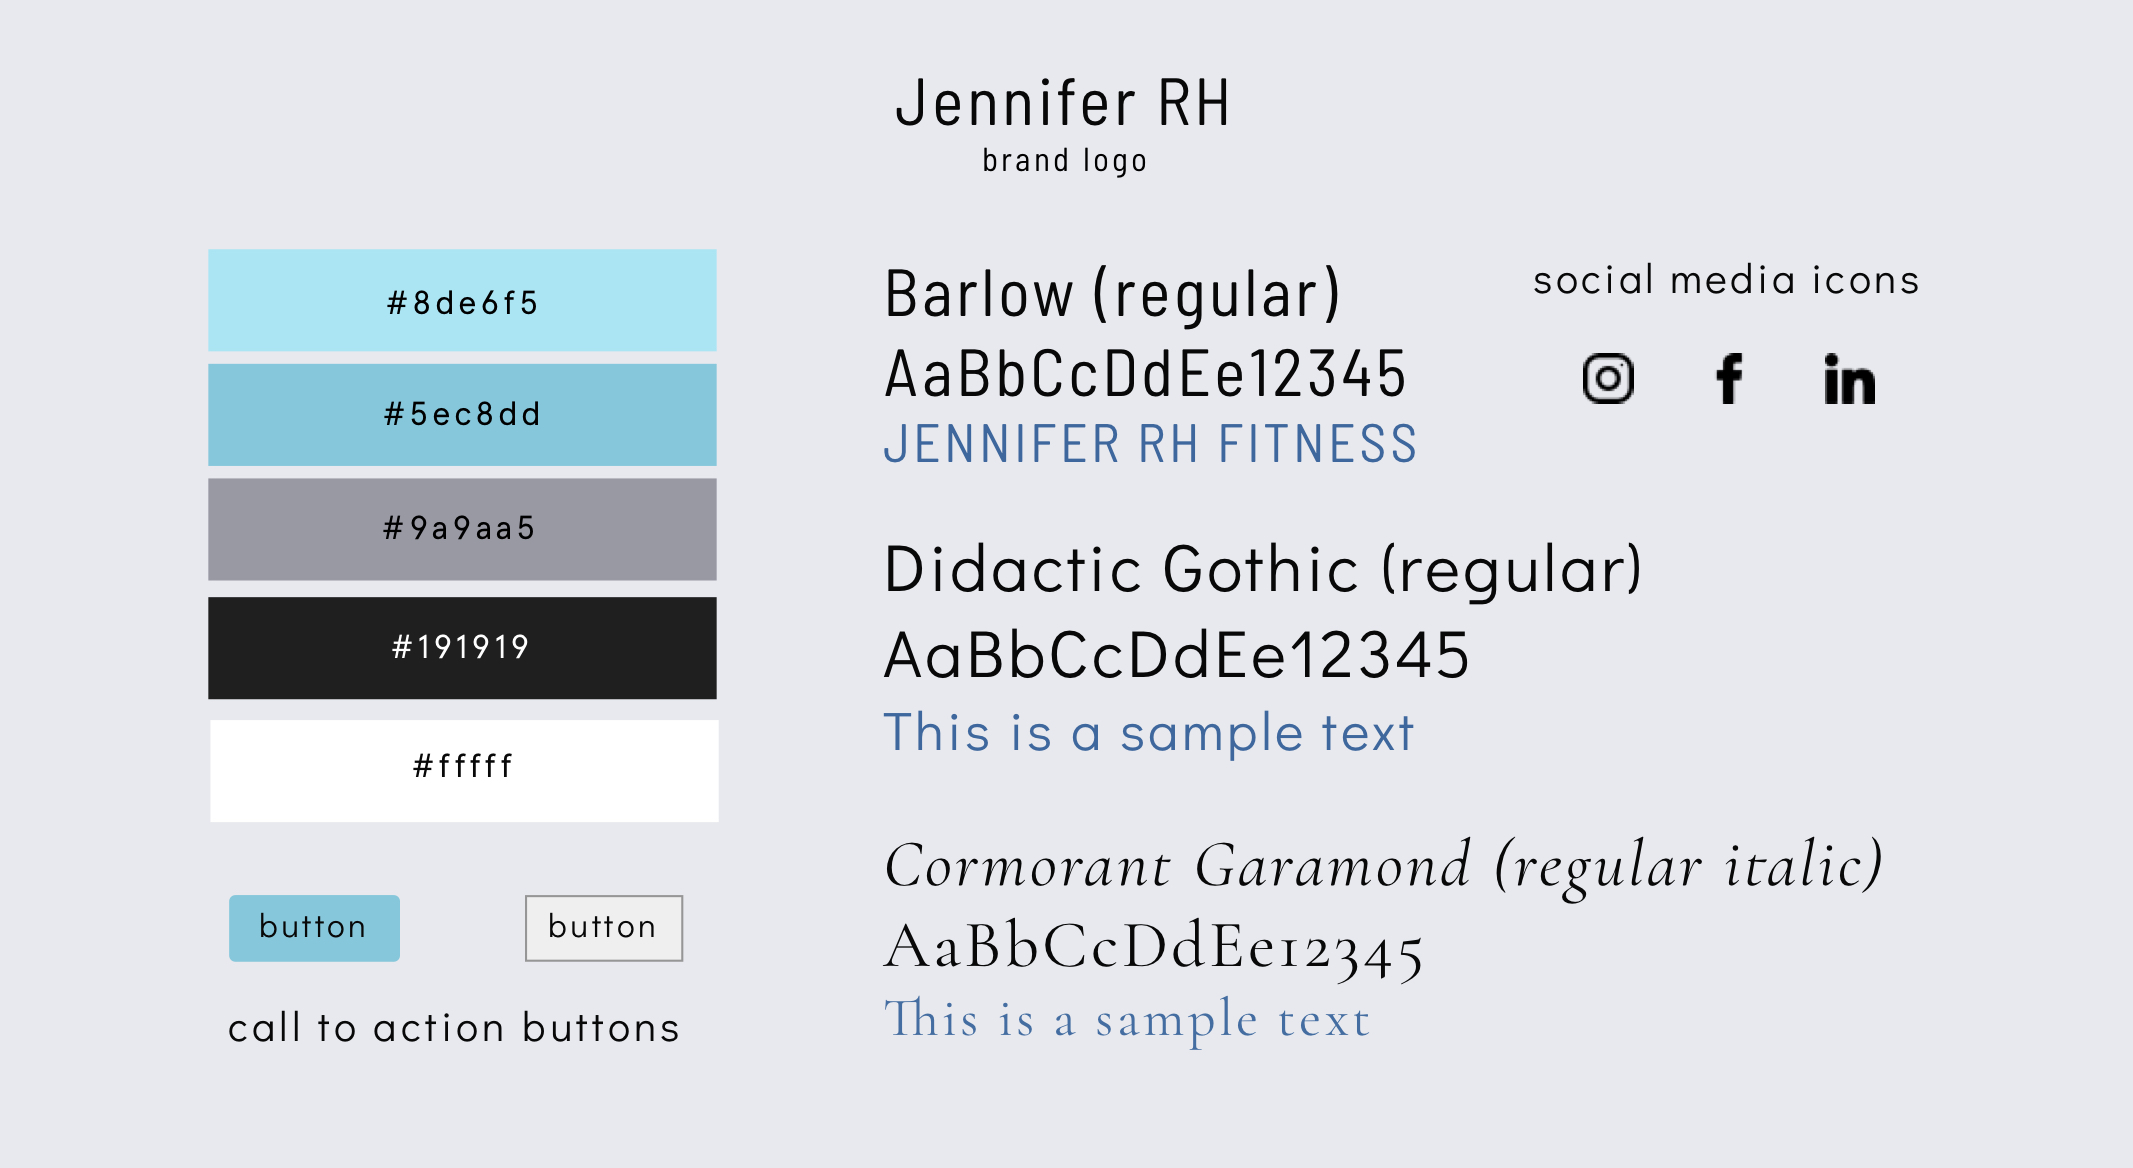 Jennifer RH
brand logo
#8de6f5
#5ec8dd
#9a9aa5
#191919
#fffff
button
button
call to action buttons
Barlow (regular)
AaBbCcDdEe12345
JENNIFER RH FITNESS
Didactic Gothic (regular)
AaBbCcDdEe12345
This is a sample text
Cormorant Garamond (regular italic)
AaBbCcDdEe12345
This is a sample text
social media icons
f
in